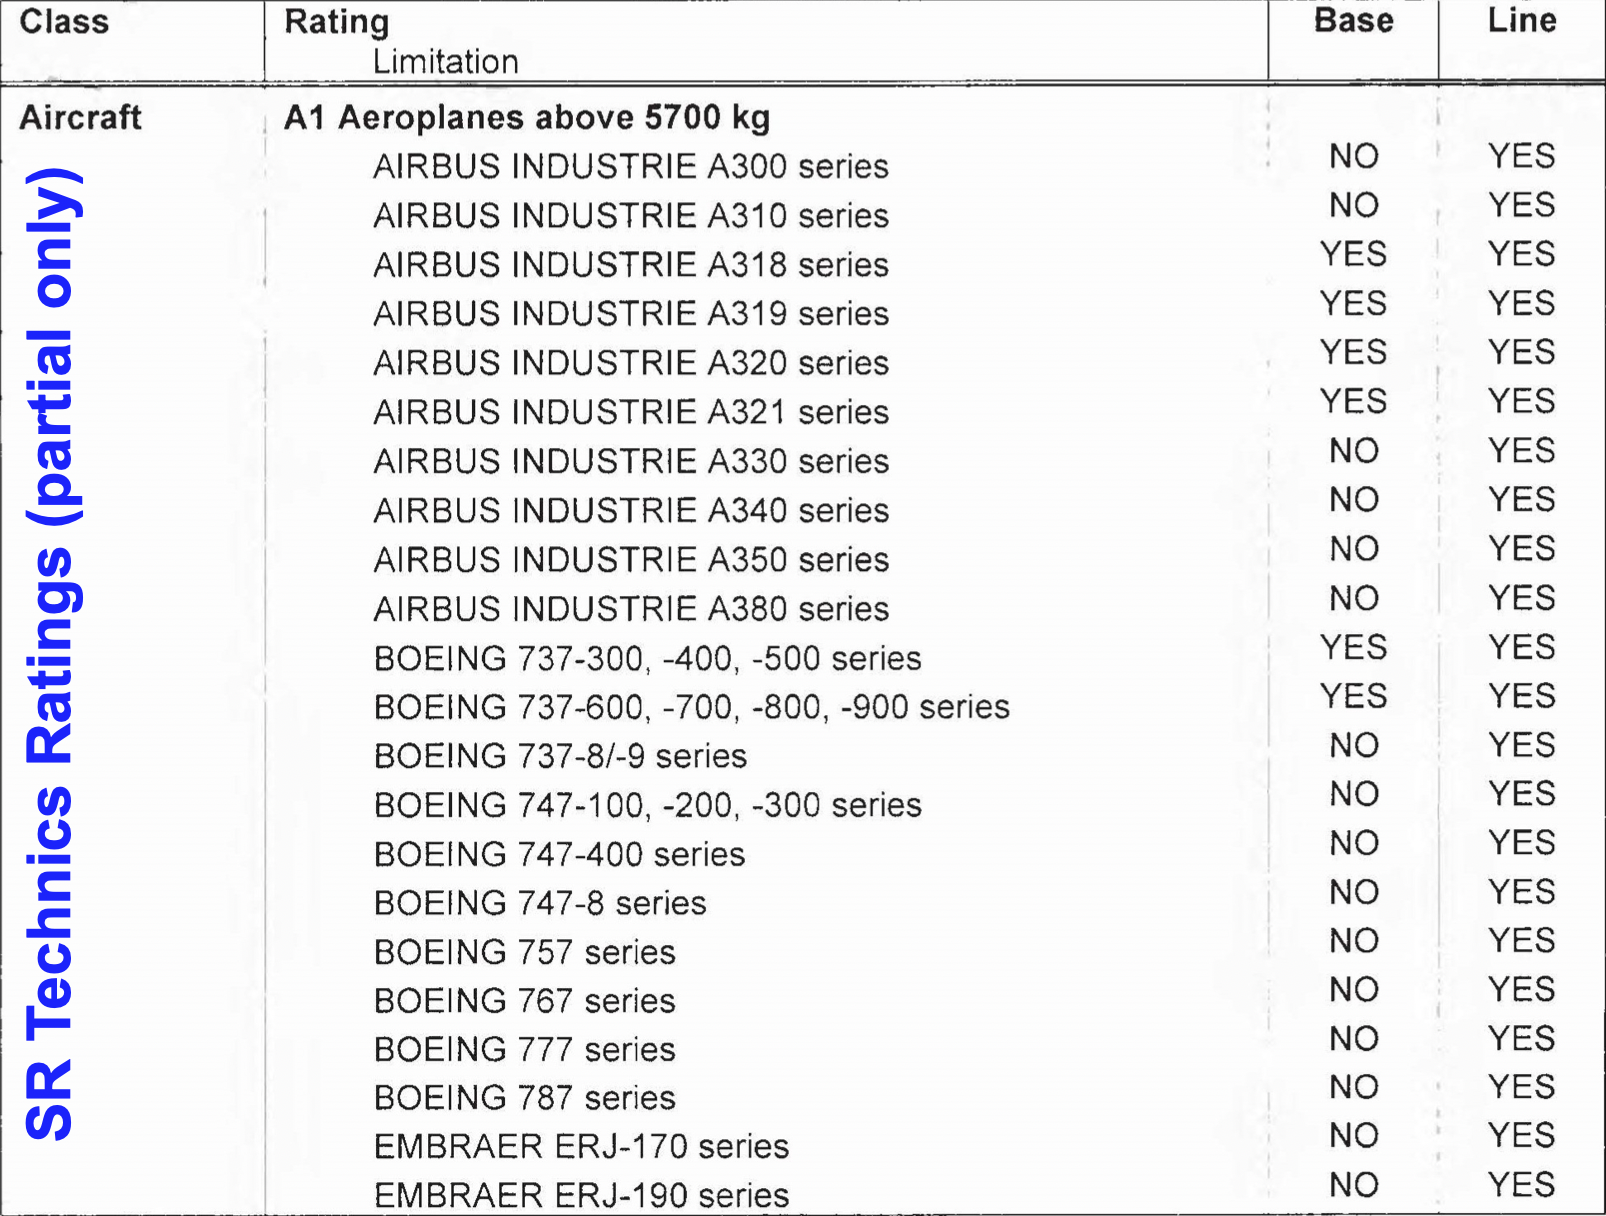 Class Rating Base Line
Limitation
Aircraft A1 Aeroplanes above 5700 kg
AIRBUS INDUSTRIE A300 series NO YES
AIRBUS INDUSTRIE A310 series NO YES
AIRBUS INDUSTRIE A318 series YES YES
AIRBUS INDUSTRIE A319 series YES YES
AIRBUS INDUSTRIE A320 series YES YES
AIRBUS INDUSTRIE A321 series YES YES
AIRBUS INDUSTRIE A330 series NO YES
AIRBUS INDUSTRIE A340 series NO YES
AIRBUS INDUSTRIE A350 series NO YES
AIRBUS INDUSTRIE A380 series NO YES
BOEING 737-300, -400, -500 series YES YES
BOEING 737-600, -700, -800, -900 series YES YES
BOEING 737-8/-9 series NO YES
BOEING 747-100, -200, -300 series NO YES
BOEING 747-400 series NO YES
BOEING 747-8 series NO YES
BOEING 757 series NO YES
BOEING 767 series NO YES
BOEING 777 series NO YES
BOEING 787 series NO YES
EMBRAER ERJ-170 series NO YES
EMBRAER ERJ-190 series NO YES
SR Technics Ratings (partial only)